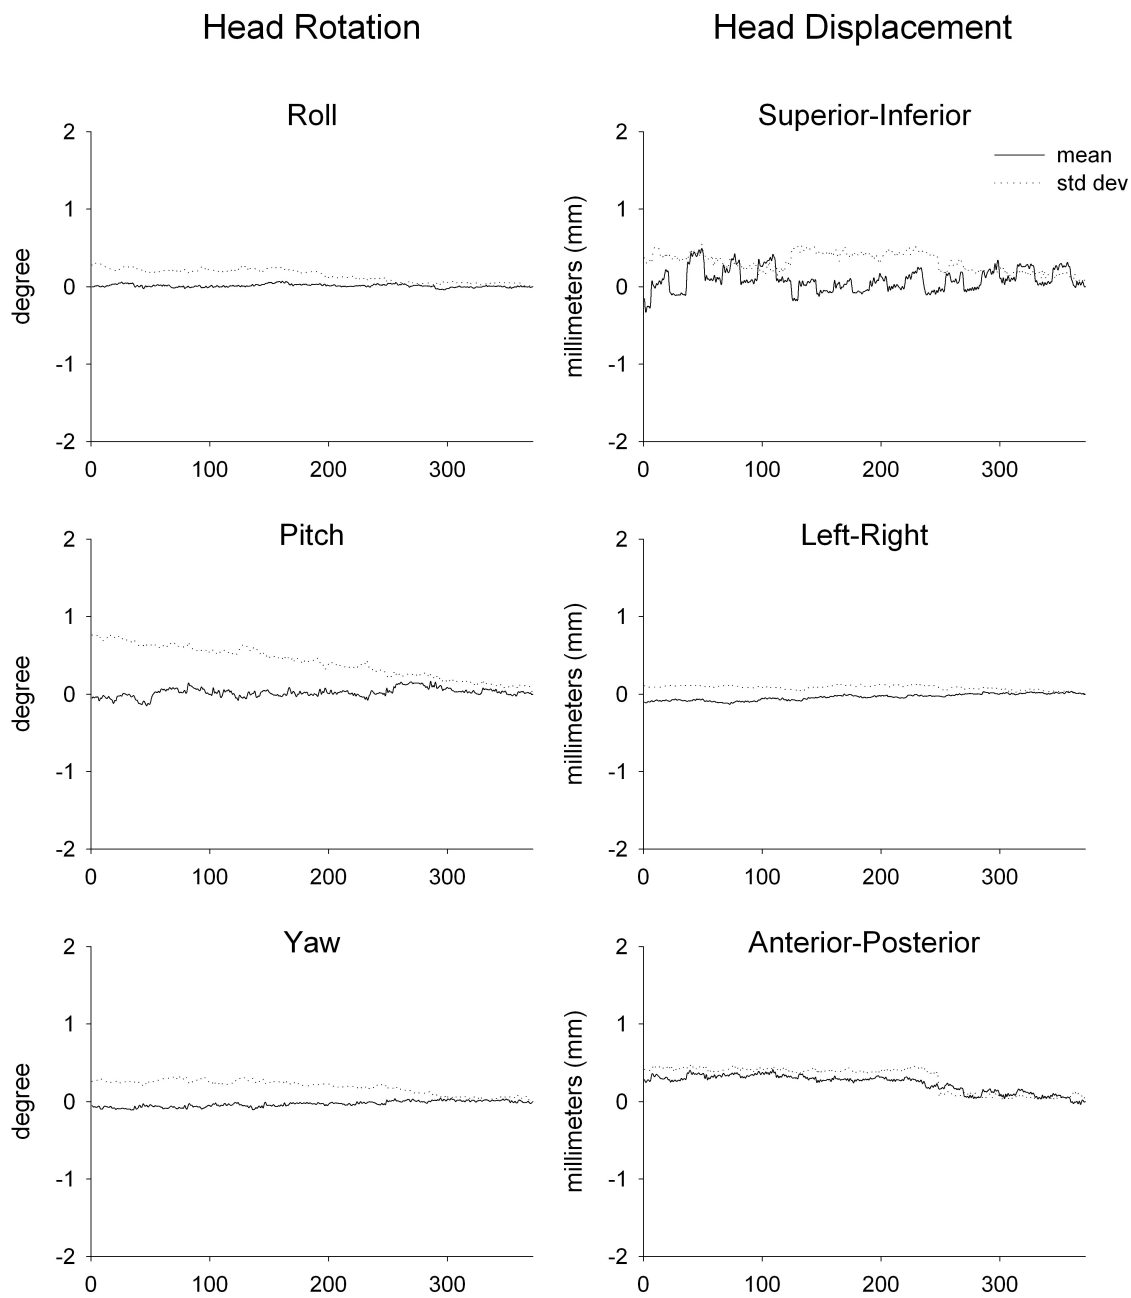 Head Rotation
Head Displacement
Roll
2
1
0
-1
-2
degree
0 100 200 300
Superior-Inferior
mean
std dev
2
1
0
-1
-2
millimeters (mm)
0 100 200 300
Pitch
2
1
0
-1
-2
degree
0 100 200 300
Left-Right
2
1
0
-1
-2
millimeters (mm)
0 100 200 300
Yaw
2
1
0
-1
-2
degree
0 100 200 300
Anterior-Posterior
2
1
0
-1
-2
millimeters (mm)
0 100 200 300